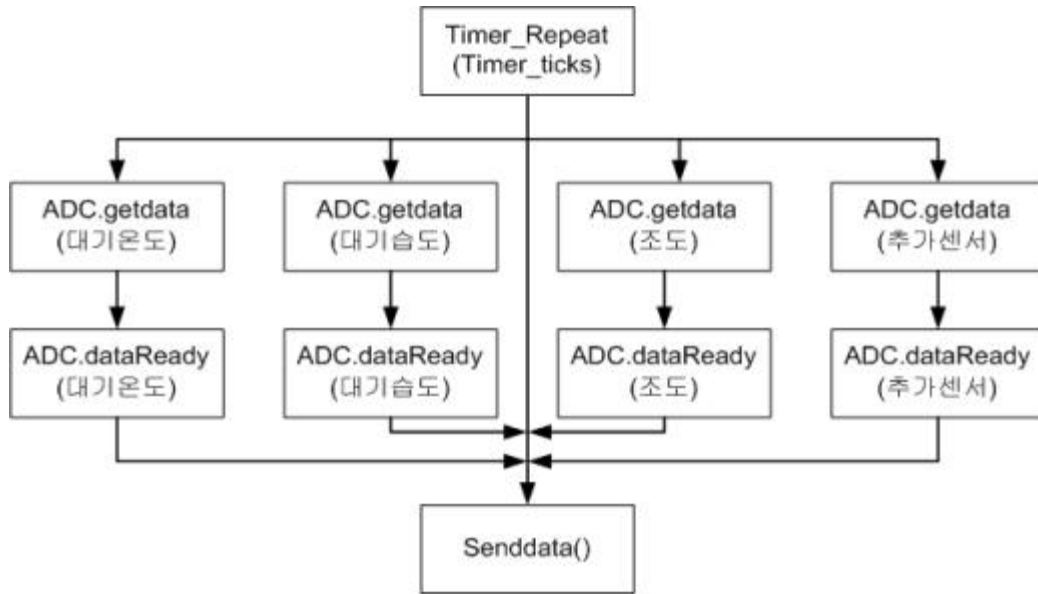 Timer_Repeat
(Timer_ticks)
ADC.getdata
(대기온도)
ADC.getdata
(대기습도)
ADC.getdata
(조도)
ADC.getdata
(추가센서)
ADC.dataReady
(대기온도)
ADC.dataReady
(대기습도)
ADC.dataReady
(조도)
ADC.dataReady
(추가센서)
Senddata()